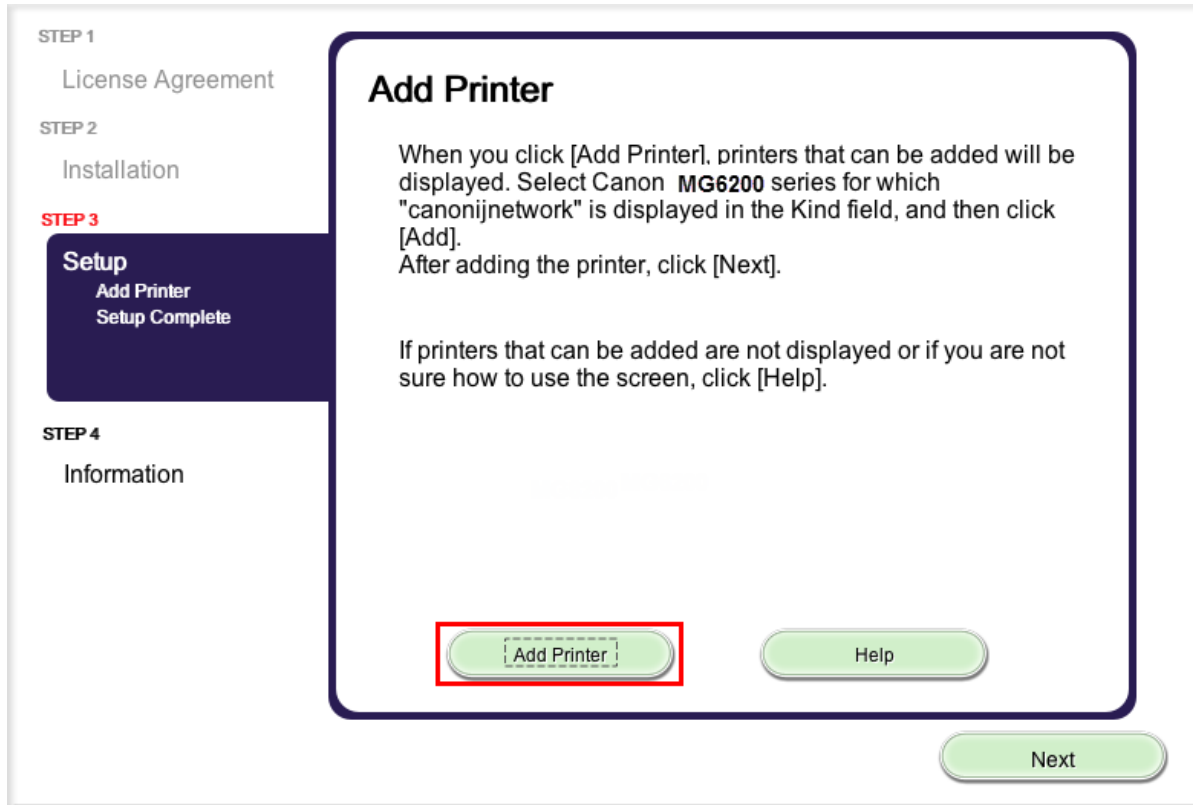 STEP 1
License Agreement
STEP 2
Installation
STEP 3
Setup
Add Printer
Setup Complete
STEP 4
Information
Add Printer
When you click [Add Printer], printers that can be added will be
displayed. Select Canon MG6200 series for which
"canonijnetwork" is displayed in the Kind field, and then click
[Add].
After adding the printer, click [Next].
If printers that can be added are not displayed or if you are not
sure how to use the screen, click [Help].
Add Printer
Help
Next